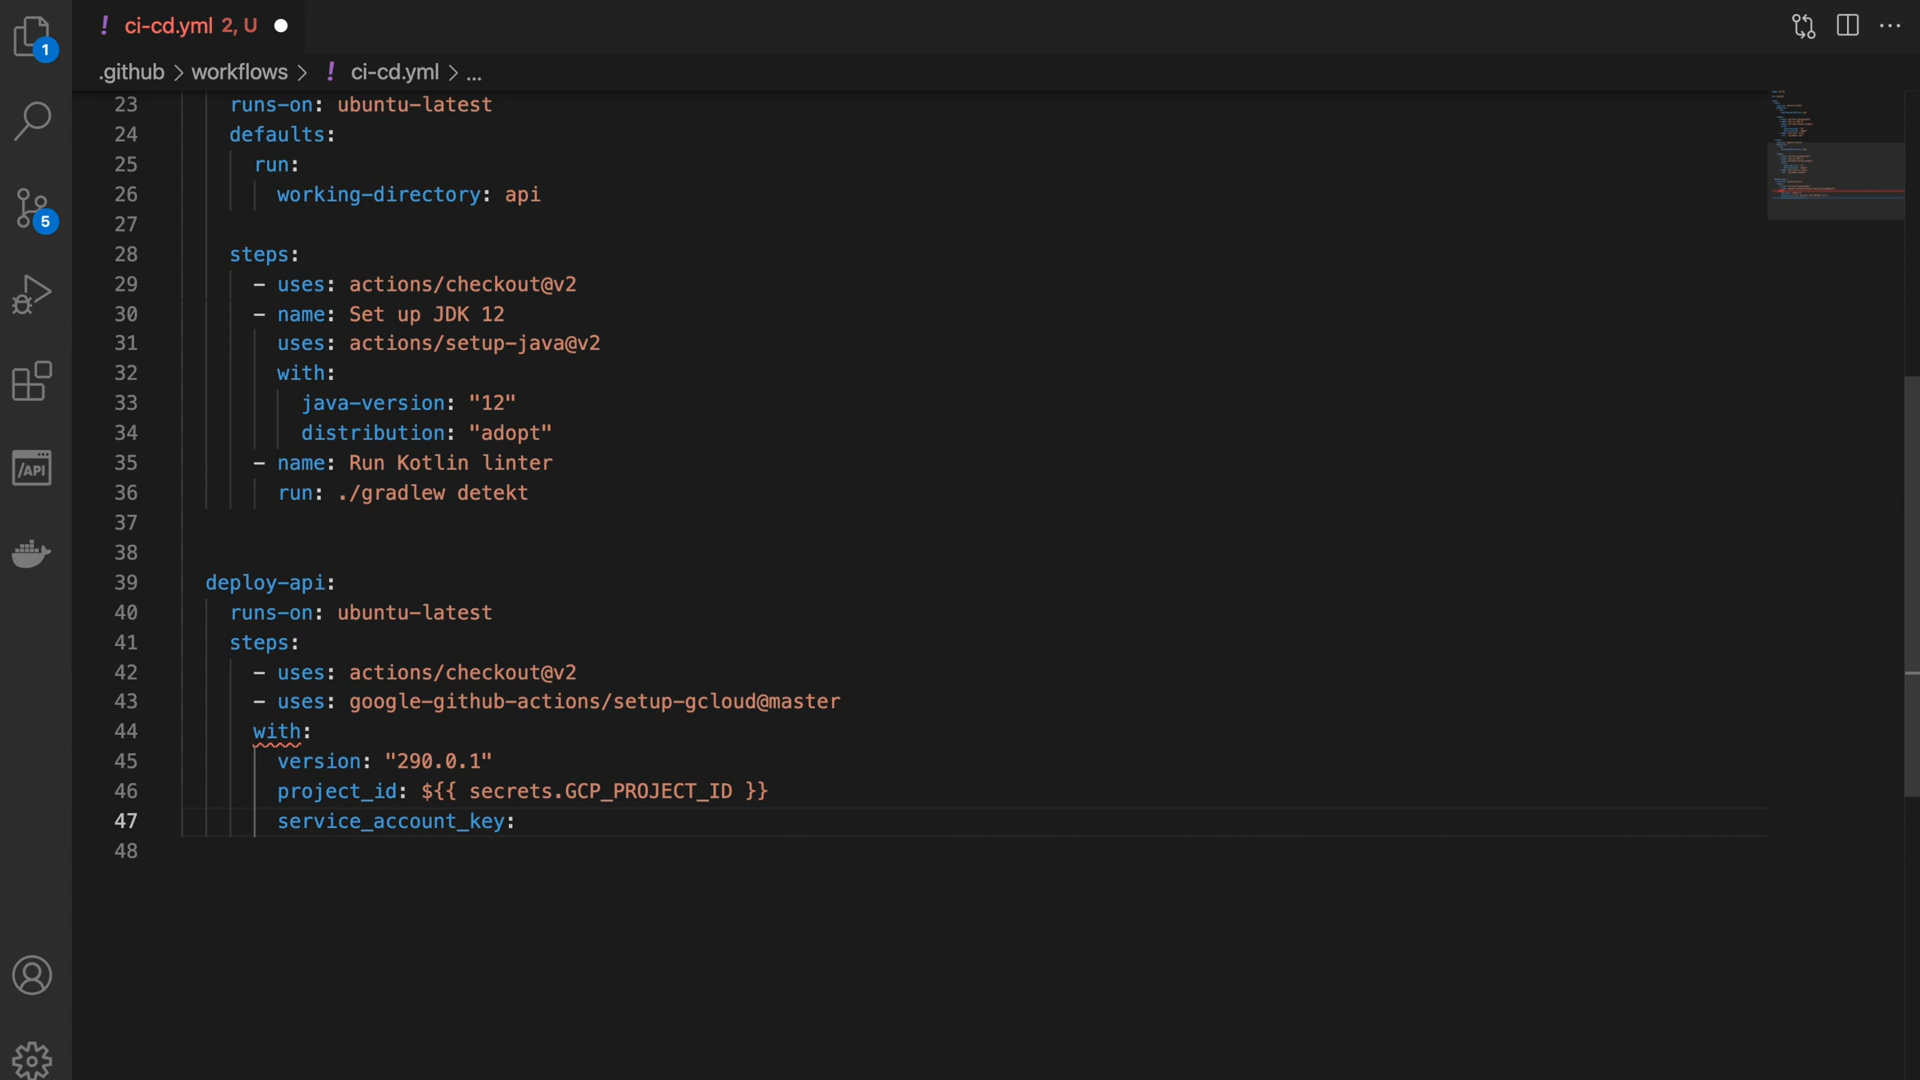 ci-cd.yml 2, U
1
.github > workflows > ! ci-cd.yml > ...
23 runs-on: ubuntu-latest
24 defaults:
25 run:
26 working-directory: api
27
28 steps:
29 - uses: actions/checkout@v2
30 - name: Set up JDK 12
31 uses: actions/setup-java@v2
32 with:
33 java-version: "12"
34 distribution: "adopt"
35 - name: Run Kotlin linter
36 run: ./gradlew detekt
37
38
39 deploy-api:
40 runs-on: ubuntu-latest
41 steps:
42 - uses: actions/checkout@v2
43 - uses: google-github-actions/setup-gcloud@master
44 with:
45 version: "290.0.1"
46 project_id: ${{ secrets.GCP_PROJECT_ID }}
47 service_account_key:
48
5
/API